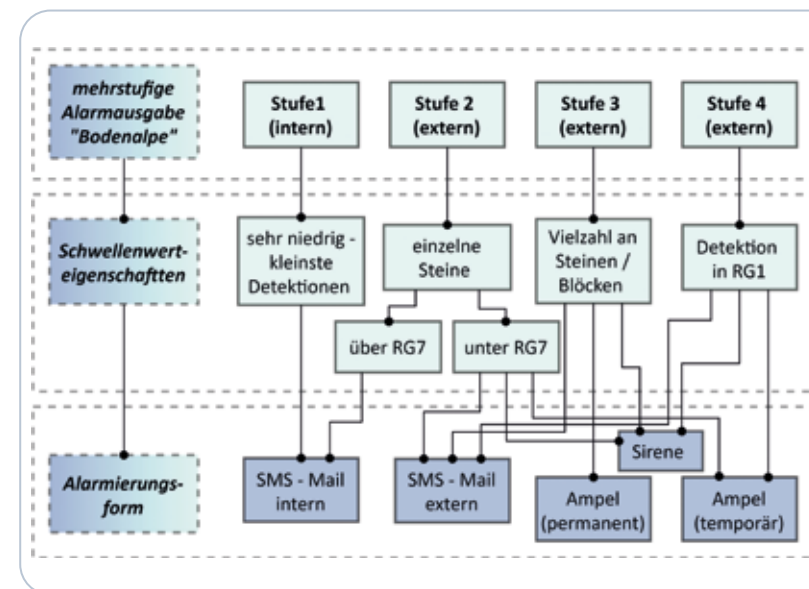 mehrstufige
Alarmausgabe
"Bodenalpe"
Stufe1
(intern)
Stufe 2
(extern)
Stufe 3
(extern)
Stufe 4
(extern)
Schwellenwert-
eigenschaftten
sehr niedrig -
kleinste
Detektionen
einzelne
Steine
Vielzahl an
Steinen /
Blöcken
Detektion
in RG1
über RG7
unter RG7
Alarmierungs-
form
SMS - Mail
intern
SMS - Mail
extern
Sirene
Ampel
(permanent)
Ampel
(temporär)